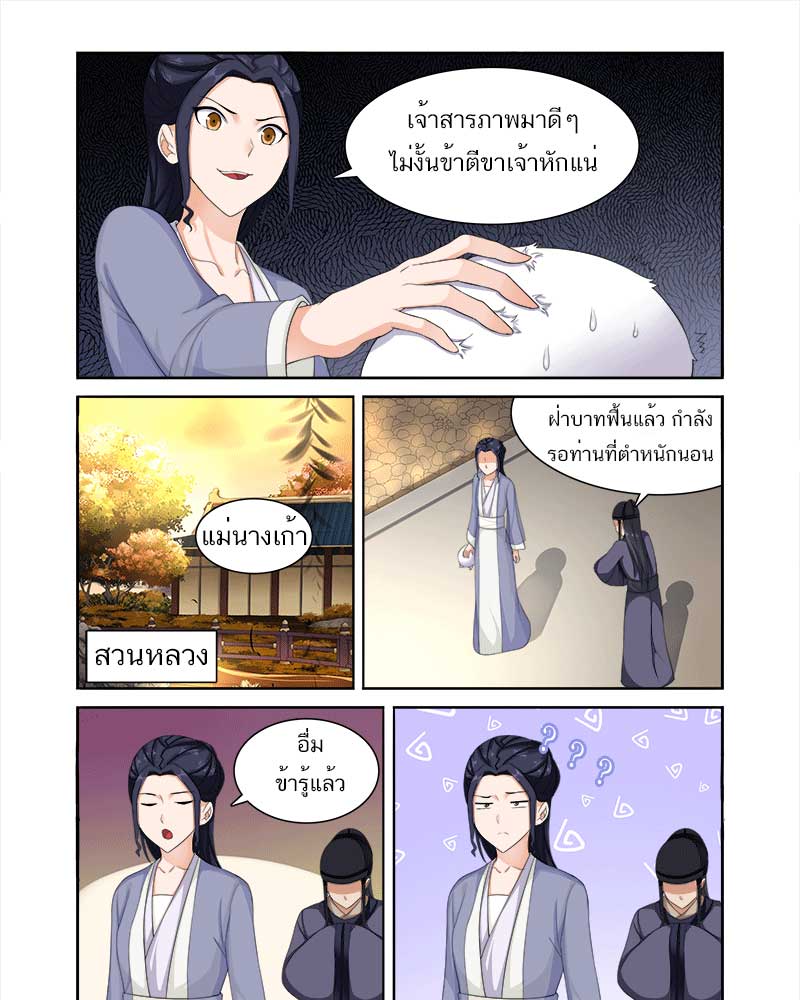 เจ้าสารภาพมาดีๆ
ไม่งั้นข้าตีขาเจ้าหักแน่
แม่นางเก้า
สวนหลวง
ฝ่าบาทฟื้นแล้ว กำลัง
รอท่านที่ตำหนักนอน
อื่ม
ข้ารู้แล้ว
? ? ?